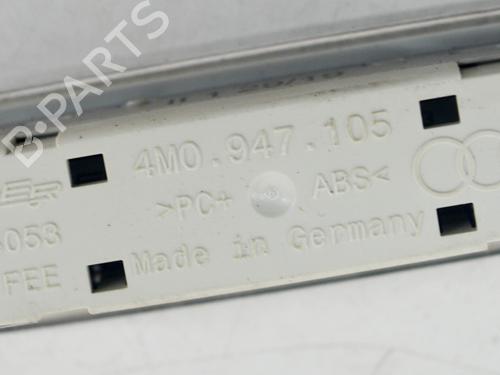 B-PARTS
4M0.947.105
>PC+ ABS<
053
FEE
Made in Germany